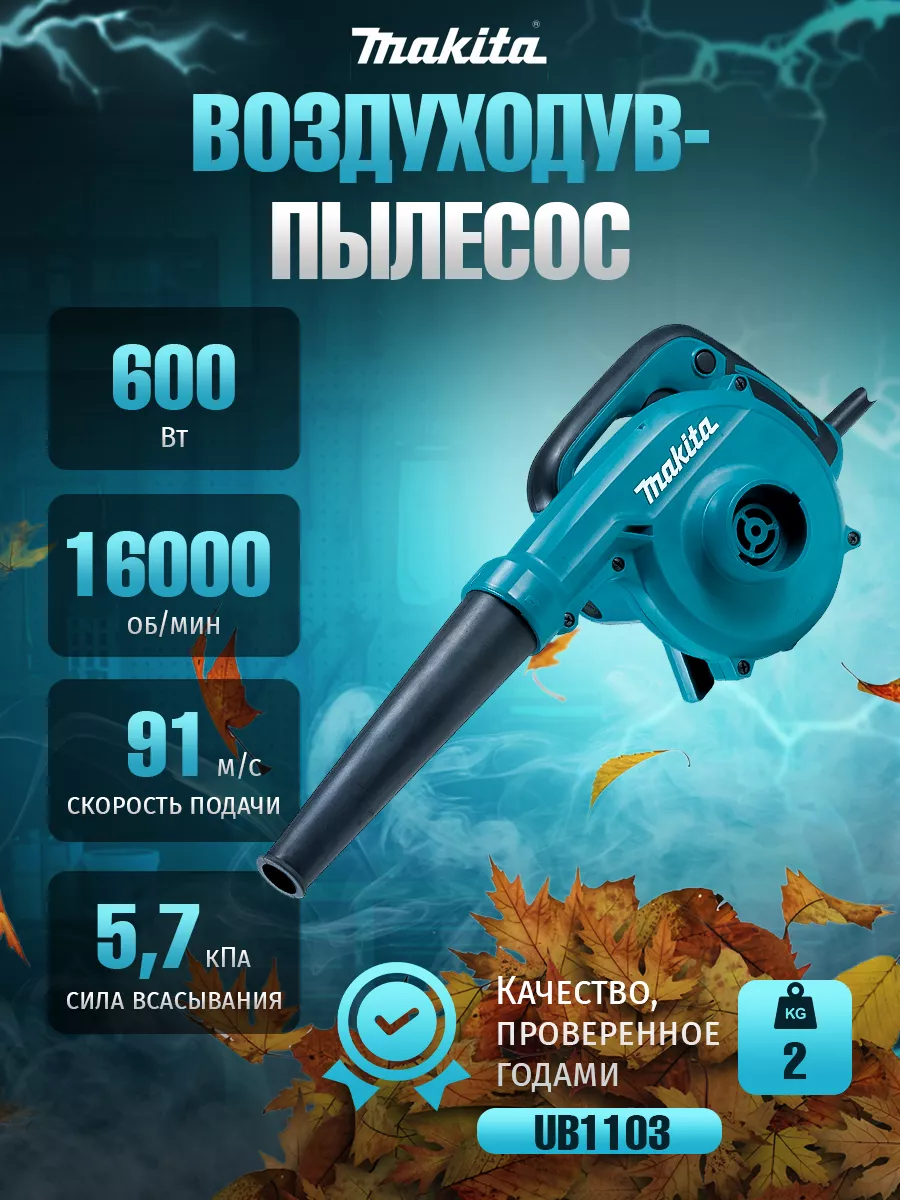 makita®
ВОЗДУХОДУВ-
ПЫЛЕСОС
600
Вт
16000
ОБ/МИН
91 М/С
СКОРОСТЬ ПОДАЧИ
5,7 кПа
СИЛА ВСАСЫВАНИЯ
makita
КАЧЕСТВО,
ПРОВЕРЕННОЕ
ГОДАМИ
KG
2
UB1103